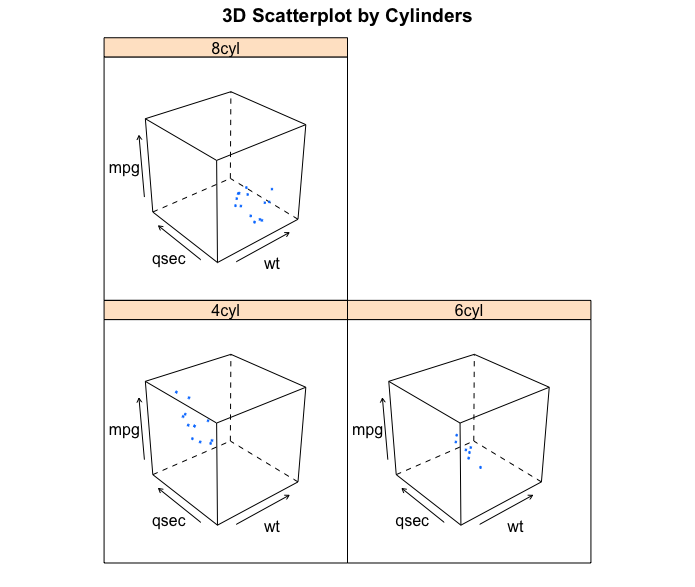 3D Scatterplot by Cylinders
8cyl
mpg
qsec
wt
4cyl
6cyl
mpg
qsec
wt
mpg
qsec
wt